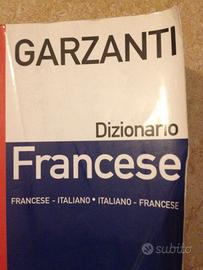 GARZANTI
Dizionario
Francese
FRANCESE - ITALIANO • ITALIANO - FRANCESE
subito